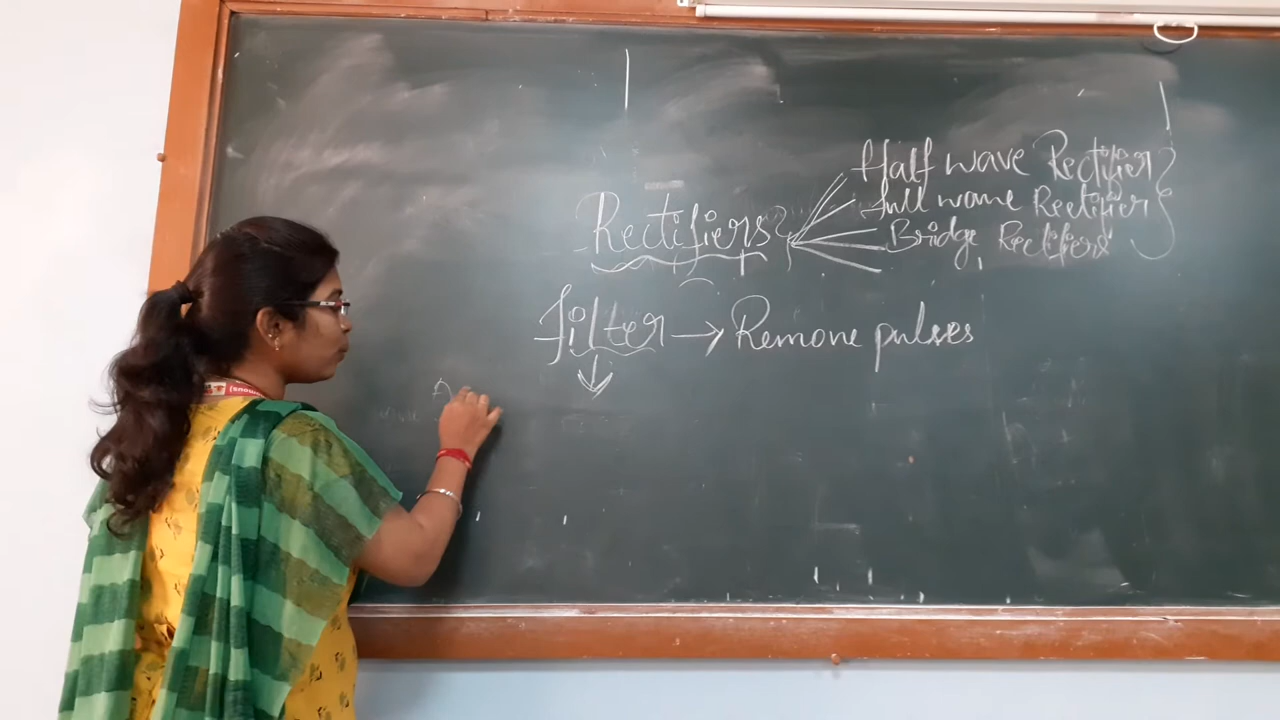 Half wave Rectifier
full wave Rectifier
Rectifiers
Bridge Rectifiers
filter → Remove pulses